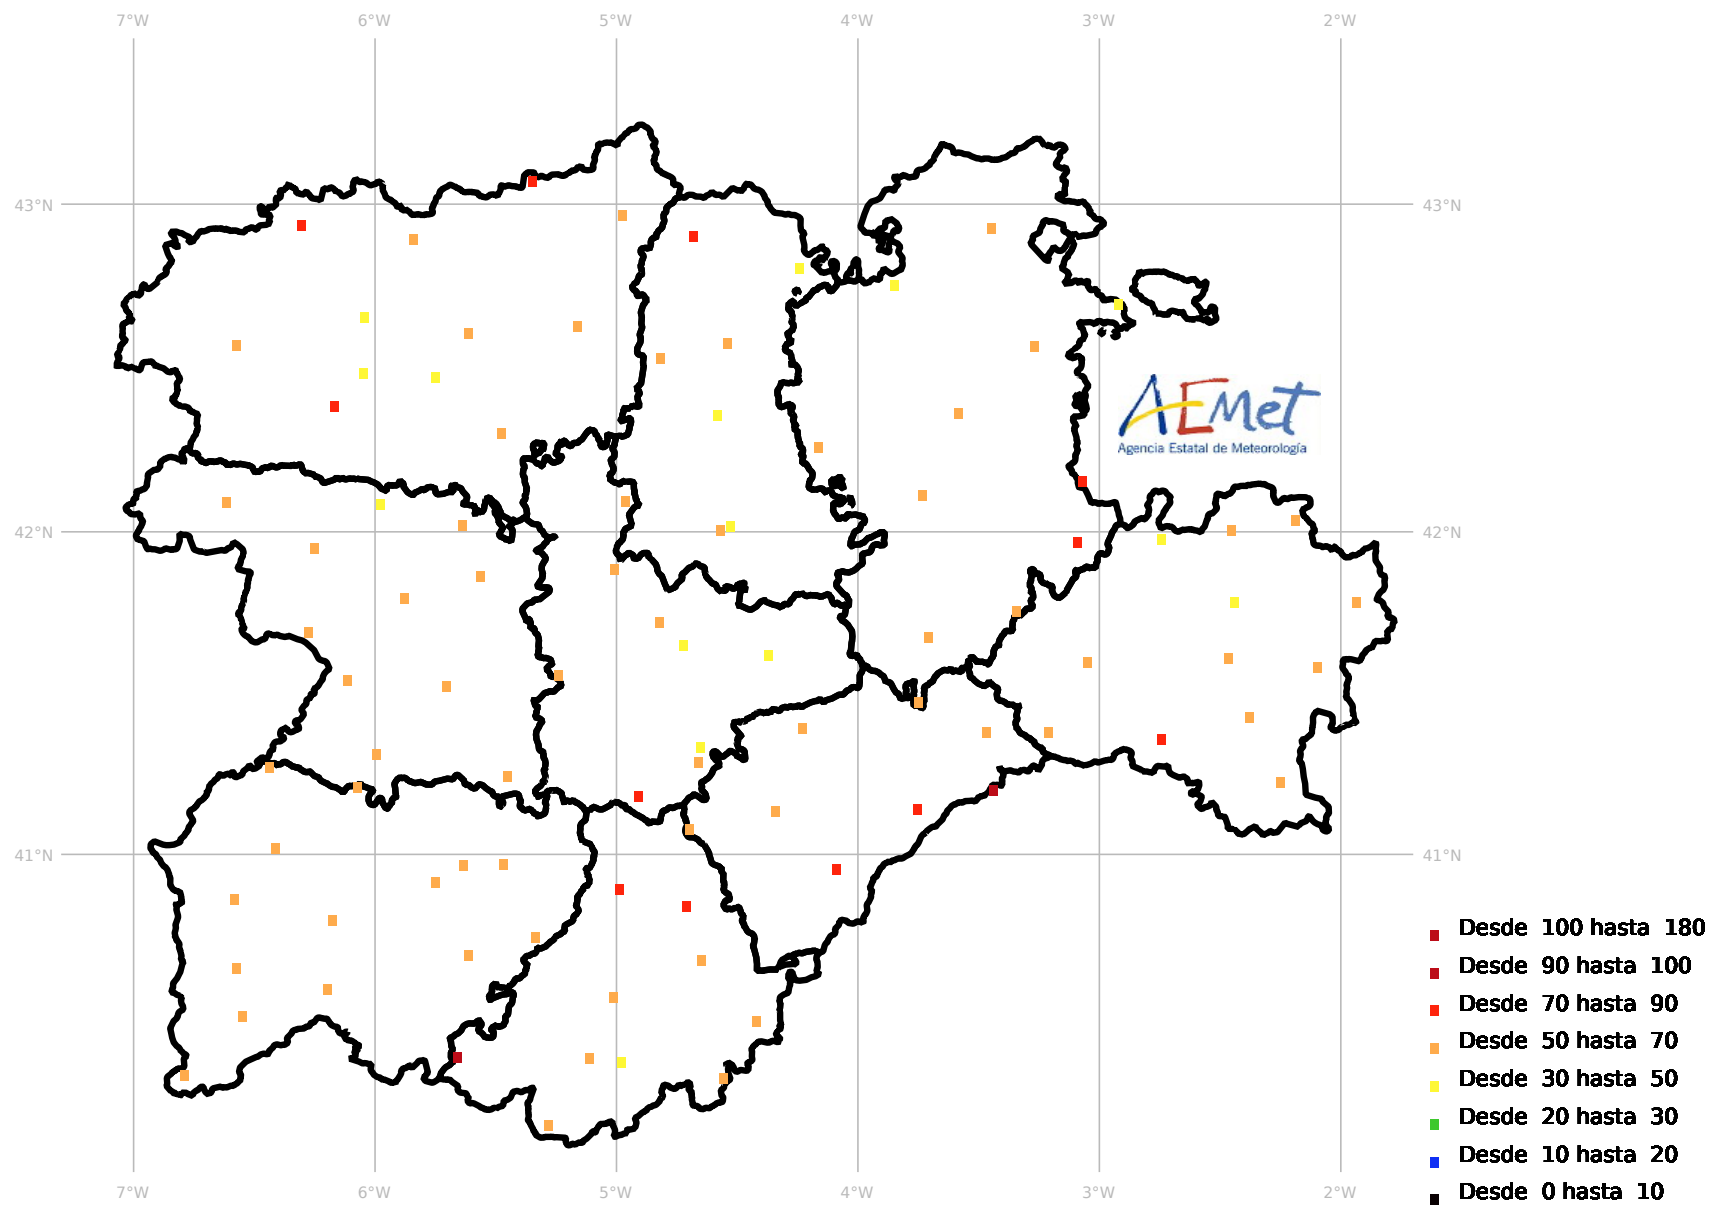 7°W 6°W 5°W 4°W 3°W 2°W
43°N 43°N
AEMet
Agencia Estatal de Meteorología
42°N 42°N
41°N 41°N
Desde 100 hasta 180
Desde 90 hasta 100
Desde 70 hasta 90
Desde 50 hasta 70
Desde 30 hasta 50
Desde 20 hasta 30
Desde 10 hasta 20
Desde 0 hasta 10
7°W 6°W 5°W 4°W 3°W 2°W